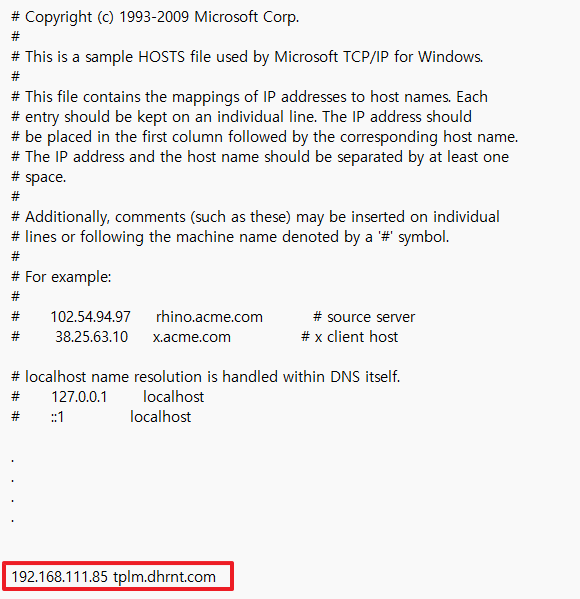 # Copyright (c) 1993-2009 Microsoft Corp.
#
# This is a sample HOSTS file used by Microsoft TCP/IP for Windows.
#
# This file contains the mappings of IP addresses to host names. Each
# entry should be kept on an individual line. The IP address should
# be placed in the first column followed by the corresponding host name.
# The IP address and the host name should be separated by at least one
# space.
#
# Additionally, comments (such as these) may be inserted on individual
# lines or following the machine name denoted by a '#' symbol.
#
# For example:
#
#      102.54.94.97     rhino.acme.com          # source server
#       38.25.63.10     x.acme.com              # x client host

# localhost name resolution is handled within DNS itself.
#      127.0.0.1       localhost
#      ::1             localhost

.
.
.
.

192.168.111.85 tplm.dhrnt.com